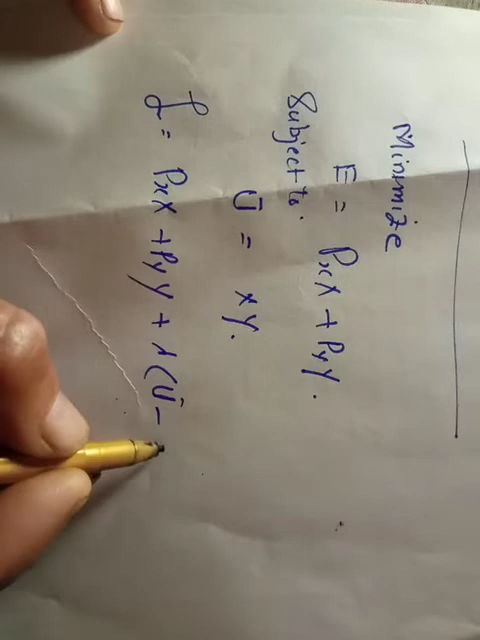 Minimize
E = PxX + PyY.
Subject to:
Ū = xy.
L = PxX + PyY + λ(Ū -